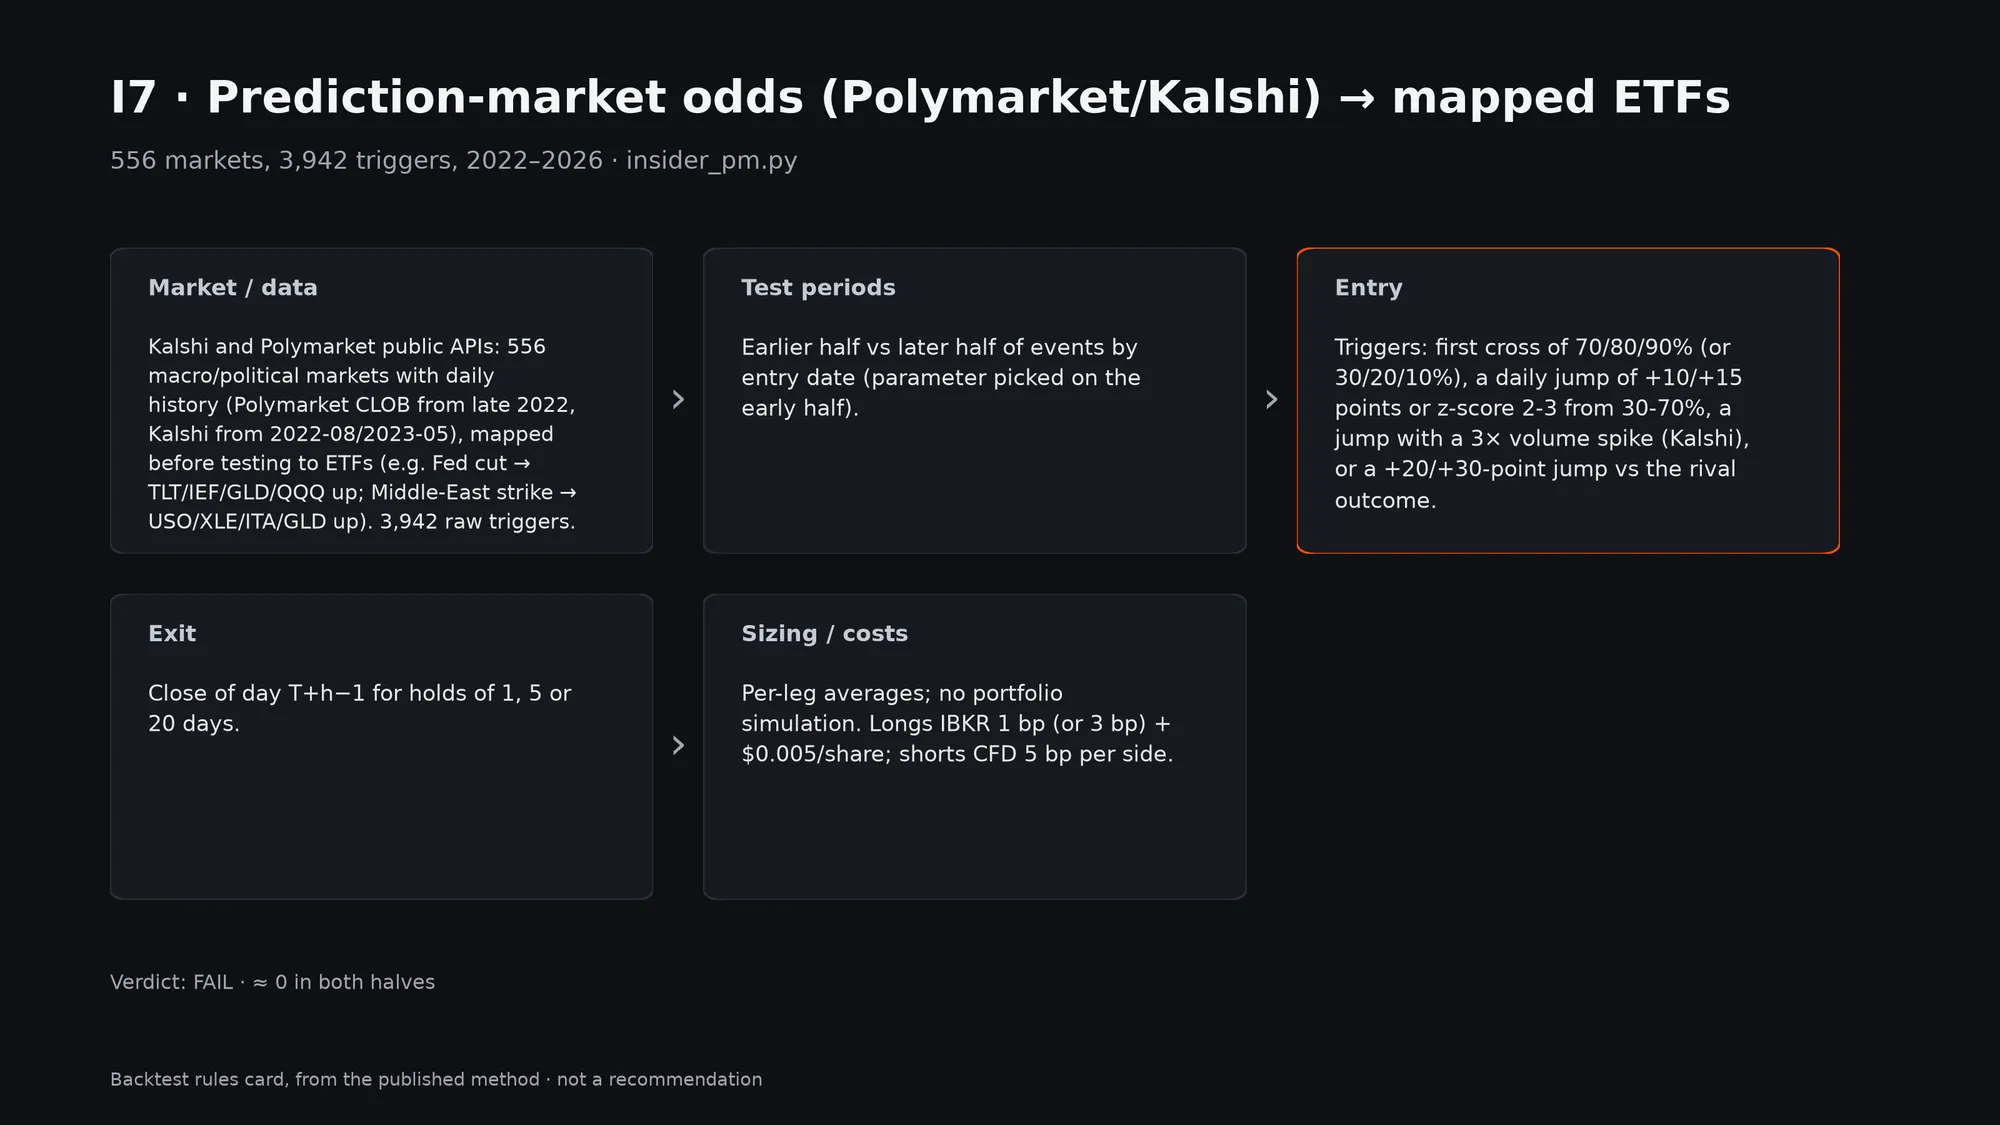 I7 · Prediction-market odds (Polymarket/Kalshi) → mapped ETFs
556 markets, 3,942 triggers, 2022–2026 · insider_pm.py
Market / data
Kalshi and Polymarket public APIs: 556
macro/political markets with daily
history (Polymarket CLOB from late 2022,
Kalshi from 2022-08/2023-05), mapped
before testing to ETFs (e.g. Fed cut →
TLT/IEF/GLD/QQQ up; Middle-East strike →
USO/XLE/ITA/GLD up). 3,942 raw triggers.
›
Test periods
Earlier half vs later half of events by
entry date (parameter picked on the
early half).
›
Entry
Triggers: first cross of 70/80/90% (or
30/20/10%), a daily jump of +10/+15
points or z-score 2-3 from 30-70%, a
jump with a 3× volume spike (Kalshi),
or a +20/+30-point jump vs the rival
outcome.
Exit
Close of day T+h−1 for holds of 1, 5 or
20 days.
›
Sizing / costs
Per-leg averages; no portfolio
simulation. Longs IBKR 1 bp (or 3 bp) +
$0.005/share; shorts CFD 5 bp per side.
Verdict: FAIL · ≈ 0 in both halves
Backtest rules card, from the published method · not a recommendation